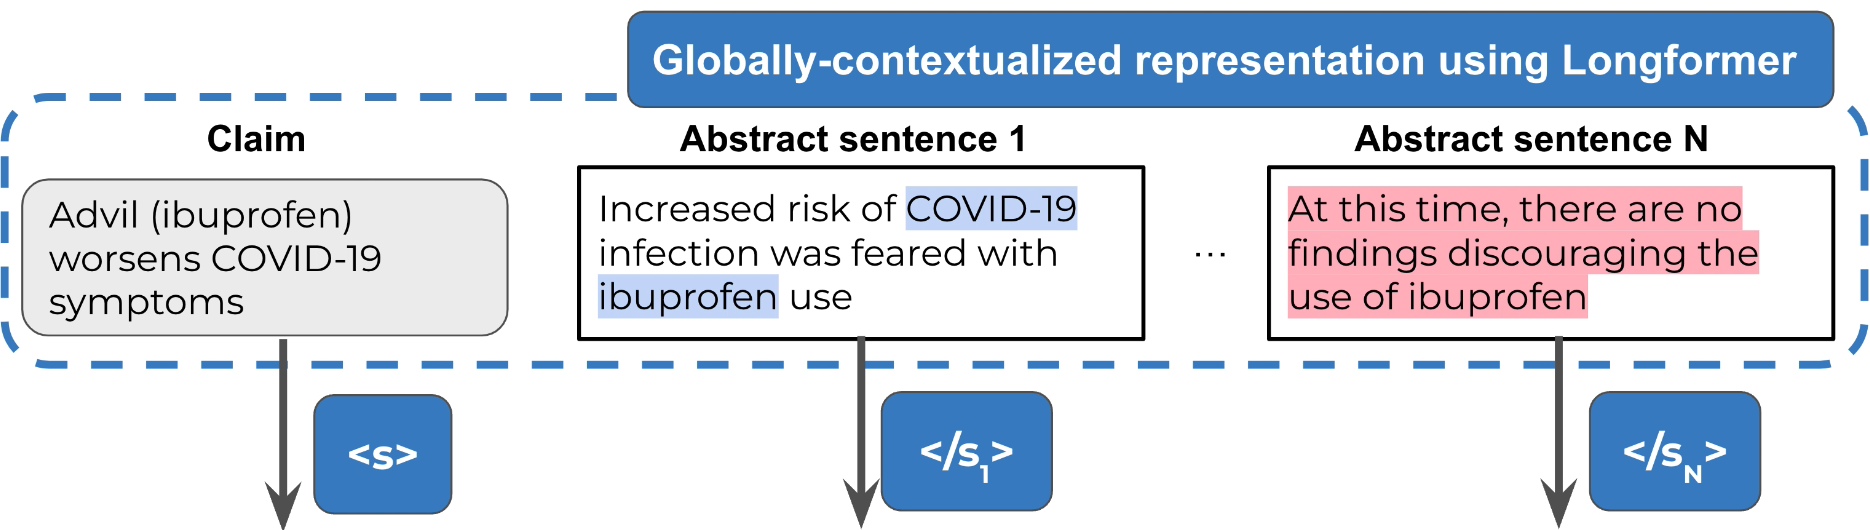 Globally-contextualized representation using Longformer
Claim
Advil (ibuprofen)
worsens COVID-19
symptoms
Abstract sentence 1
Increased risk of COVID-19
infection was feared with
ibuprofen use
...
Abstract sentence N
At this time, there are no
findings discouraging the
use of ibuprofen
<s>
</s1>
</sN>